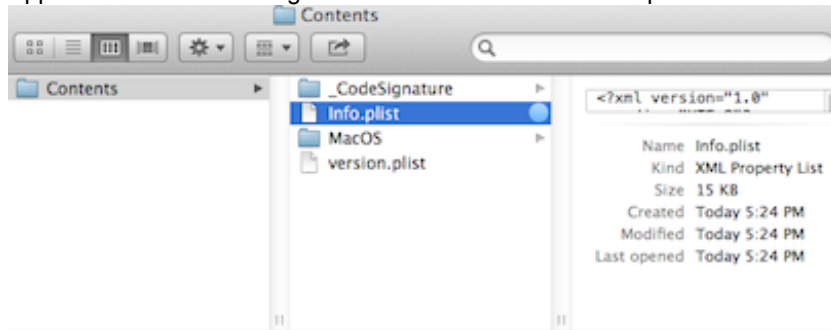 Contents
Contents
_CodeSignature
Info.plist
MacOS
version.plist
<?xml version="1.0"
Name Info.plist
Kind XML Property List
Size 15 KB
Created Today 5:24 PM
Modified Today 5:24 PM
Last opened Today 5:24 PM